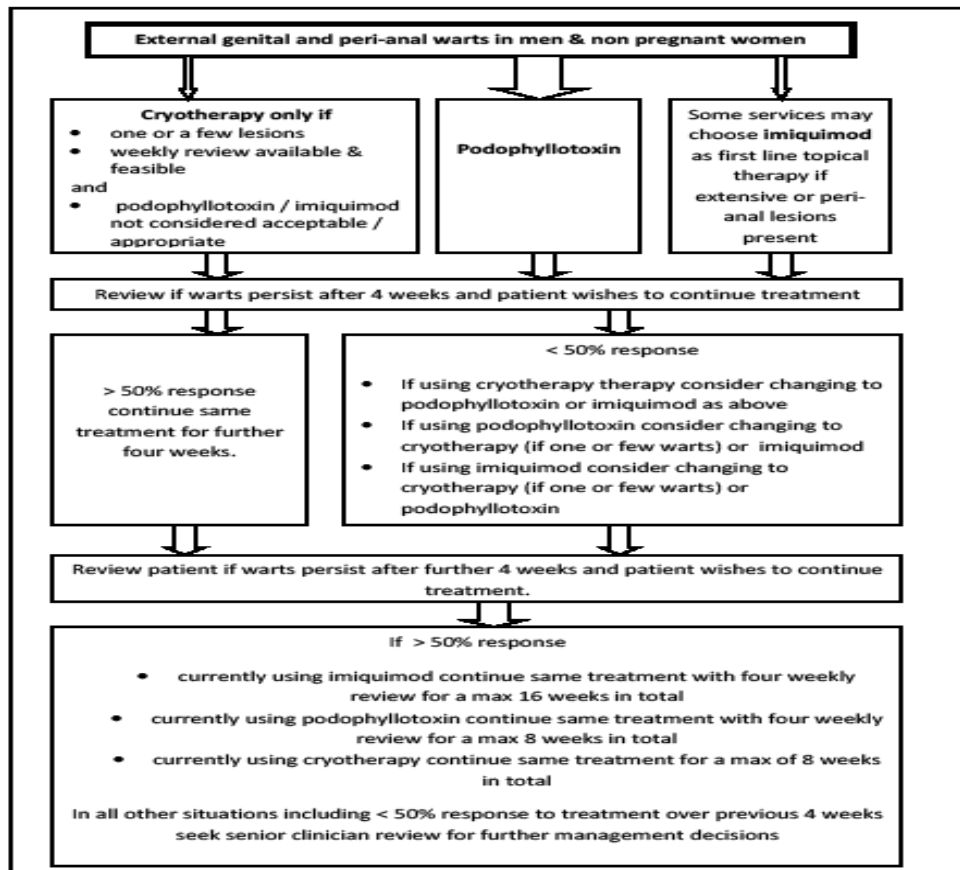 External genital and peri-anal warts in men & non pregnant women
Cryotherapy only if
• one or a few lesions
• weekly review available &
feasible
and
• podophyllotoxin / imiquimod
not considered acceptable /
appropriate
Podophyllotoxin
Some services may
choose imiquimod
as first line topical
therapy if
extensive or peri-
anal lesions
present
Review if warts persist after 4 weeks and patient wishes to continue treatment
> 50% response
continue same
treatment for further
four weeks.
< 50% response
• If using cryotherapy therapy consider changing to
podophyllotoxin or imiquimod as above
• If using podophyllotoxin consider changing to
cryotherapy (if one or few warts) or imiquimod
• If using imiquimod consider changing to
cryotherapy (if one or few warts) or
podophyllotoxin
Review patient if warts persist after further 4 weeks and patient wishes to continue
treatment.
If > 50% response
• currently using imiquimod continue same treatment with four weekly
review for a max 16 weeks in total
• currently using podophyllotoxin continue same treatment with four weekly
review for a max 8 weeks in total
• currently using cryotherapy continue same treatment for a max of 8 weeks
in total
In all other situations including < 50% response to treatment over previous 4 weeks
seek senior clinician review for further management decisions